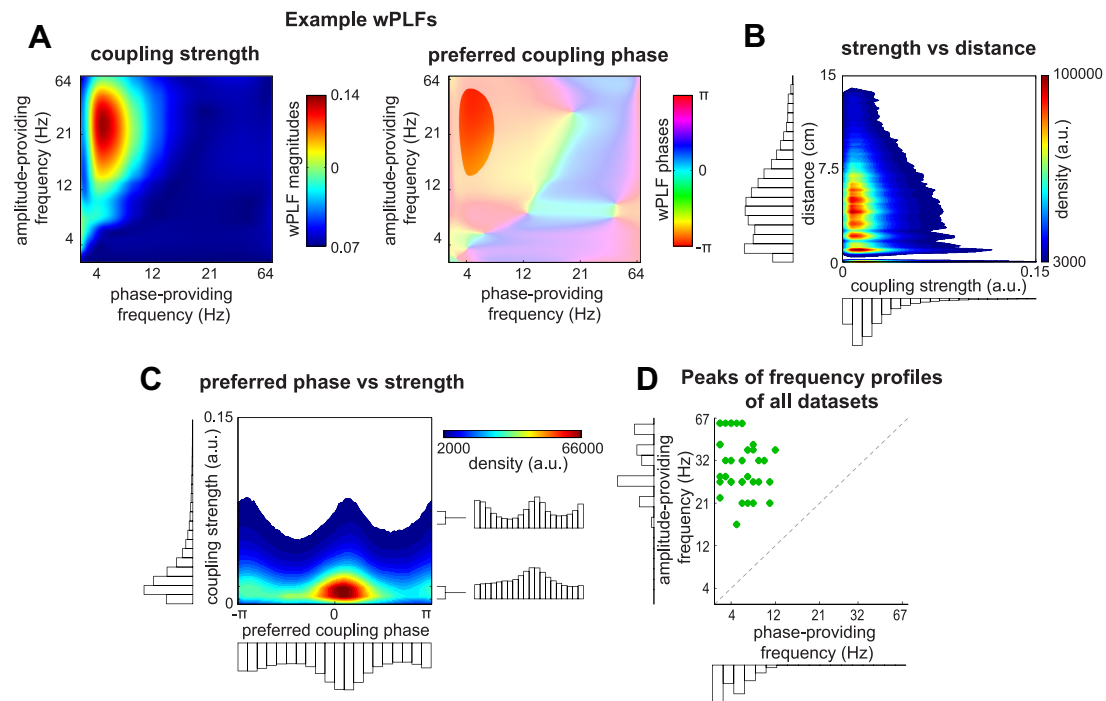 Example wPLFs
A
coupling strength
amplitude-providing
frequency (Hz)
64
21
12
4
4
12
21
64
phase-providing
frequency (Hz)
0.14
0
0.07
wPLF magnitudes
preferred coupling phase
amplitude-providing
frequency (Hz)
64
21
12
4
4
12
21
64
phase-providing
frequency (Hz)
π
0
-π
wPLF phases
B
strength vs distance
15
7.5
0
distance (cm)
0
0.15
coupling strength (a.u.)
100000
3000
density (a.u.)
C
preferred phase vs strength
0.15
0
coupling strength (a.u.)
-π
0
π
preferred coupling phase
2000
66000
density (a.u.)
D
Peaks of frequency profiles
of all datasets
amplitude-providing
frequency (Hz)
67
32
21
12
4
4
12
21
32
67
phase-providing
frequency (Hz)